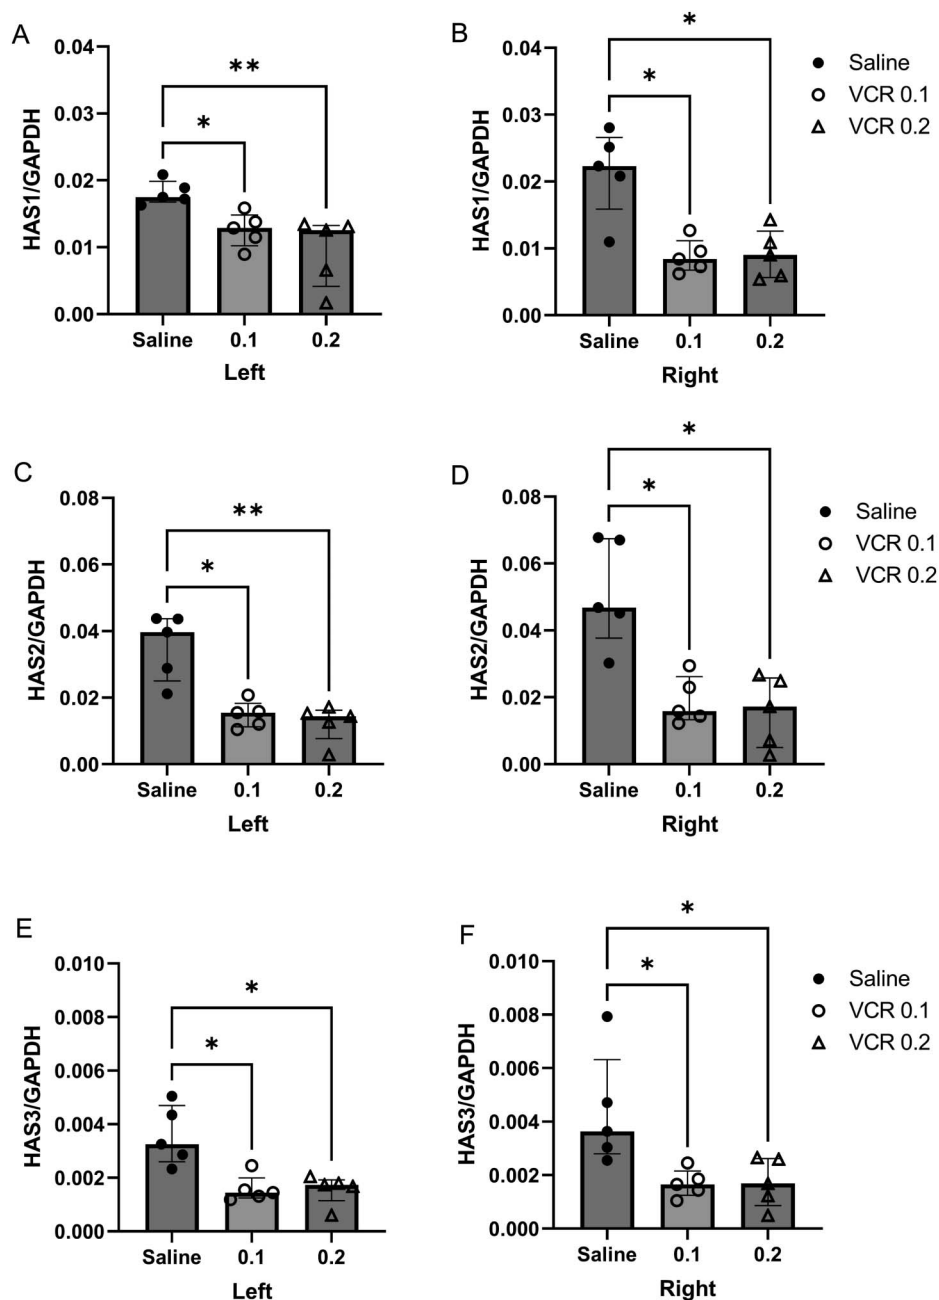 A
HAS1/GAPDH
0.04
0.03
0.02
0.01
0.00
**
*
Saline 0.1 0.2
Left
B
HAS1/GAPDH
0.04
0.03
0.02
0.01
0.00
*
*
Saline 0.1 0.2
Right
Saline
VCR 0.1
VCR 0.2
C
HAS2/GAPDH
0.08
0.06
0.04
0.02
0.00
**
*
Saline 0.1 0.2
Left
D
HAS2/GAPDH
0.08
0.06
0.04
0.02
0.00
*
*
Saline 0.1 0.2
Right
Saline
VCR 0.1
VCR 0.2
E
HAS3/GAPDH
0.010
0.008
0.006
0.004
0.002
0.000
*
*
Saline 0.1 0.2
Left
F
HAS3/GAPDH
0.010
0.008
0.006
0.004
0.002
0.000
*
*
Saline 0.1 0.2
Right
Saline
VCR 0.1
VCR 0.2